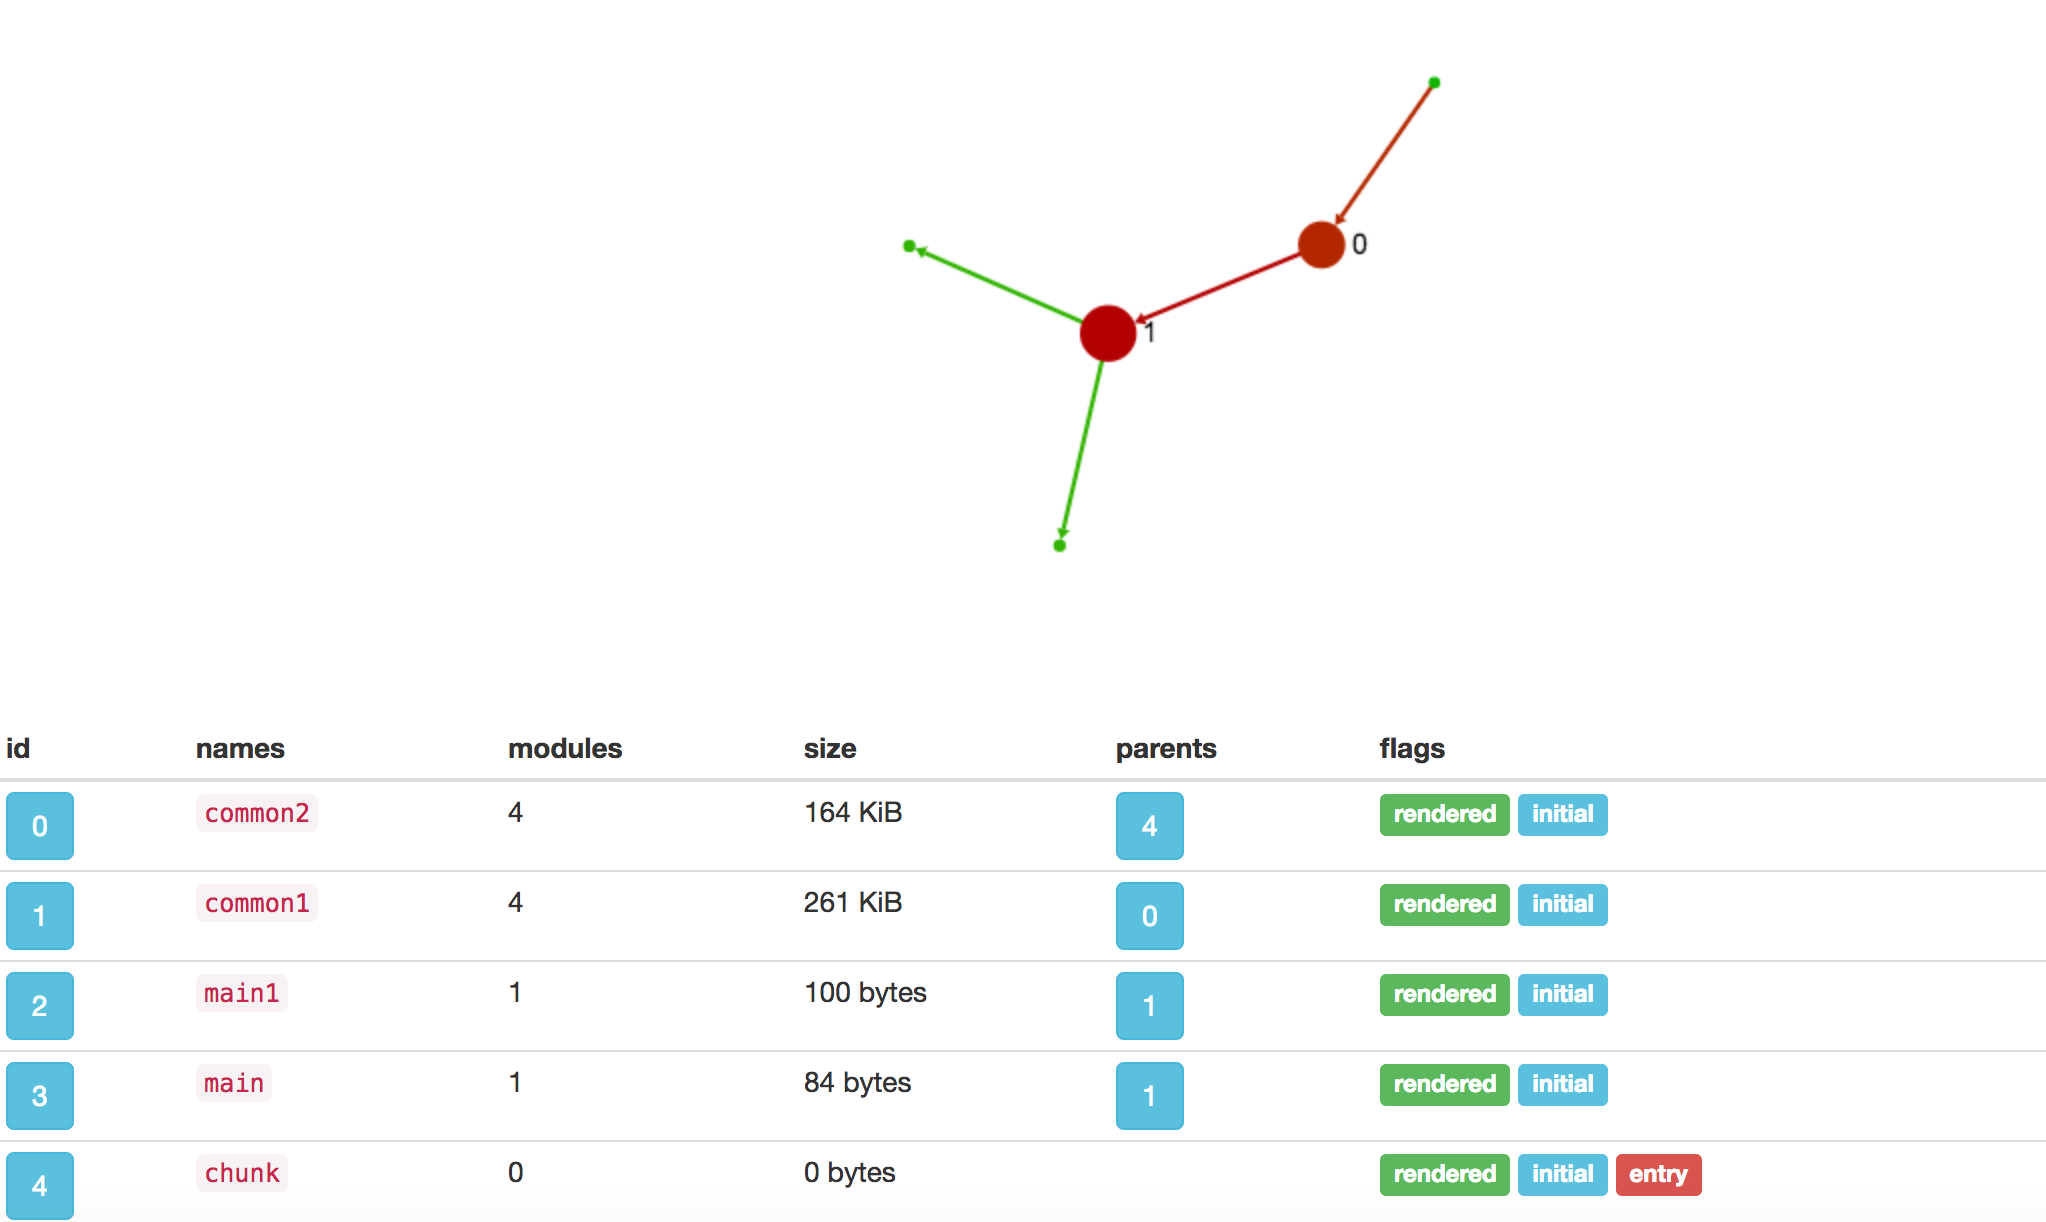 0
1
id names modules size parents flags
0 common2 4 164 KiB 4 rendered initial
1 common1 4 261 KiB 0 rendered initial
2 main1 1 100 bytes 1 rendered initial
3 main 1 84 bytes 1 rendered initial
4 chunk 0 0 bytes rendered initial entry